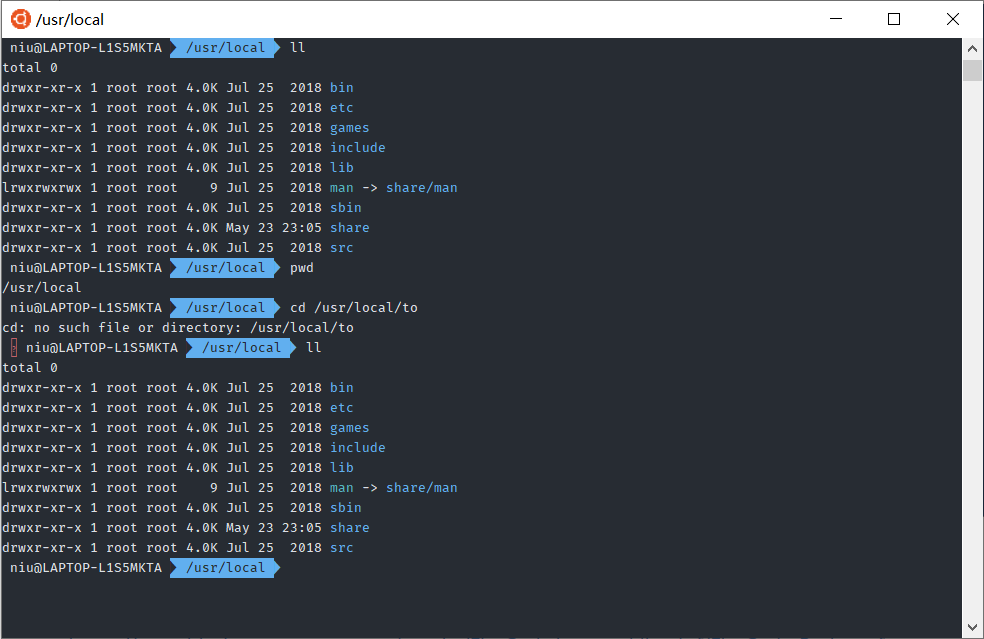 /usr/local
niu@LAPTOP-L1S5MKTA /usr/local ll
total 0
drwxr-xr-x 1 root root 4.0K Jul 25  2018 bin
drwxr-xr-x 1 root root 4.0K Jul 25  2018 etc
drwxr-xr-x 1 root root 4.0K Jul 25  2018 games
drwxr-xr-x 1 root root 4.0K Jul 25  2018 include
drwxr-xr-x 1 root root 4.0K Jul 25  2018 lib
lrwxrwxrwx 1 root root    9 Jul 25  2018 man -> share/man
drwxr-xr-x 1 root root 4.0K Jul 25  2018 sbin
drwxr-xr-x 1 root root 4.0K May 23 23:05 share
drwxr-xr-x 1 root root 4.0K Jul 25  2018 src
niu@LAPTOP-L1S5MKTA /usr/local pwd
/usr/local
niu@LAPTOP-L1S5MKTA /usr/local cd /usr/local/to
cd: no such file or directory: /usr/local/to
niu@LAPTOP-L1S5MKTA /usr/local ll
total 0
drwxr-xr-x 1 root root 4.0K Jul 25  2018 bin
drwxr-xr-x 1 root root 4.0K Jul 25  2018 etc
drwxr-xr-x 1 root root 4.0K Jul 25  2018 games
drwxr-xr-x 1 root root 4.0K Jul 25  2018 include
drwxr-xr-x 1 root root 4.0K Jul 25  2018 lib
lrwxrwxrwx 1 root root    9 Jul 25  2018 man -> share/man
drwxr-xr-x 1 root root 4.0K Jul 25  2018 sbin
drwxr-xr-x 1 root root 4.0K May 23 23:05 share
drwxr-xr-x 1 root root 4.0K Jul 25  2018 src
niu@LAPTOP-L1S5MKTA /usr/local